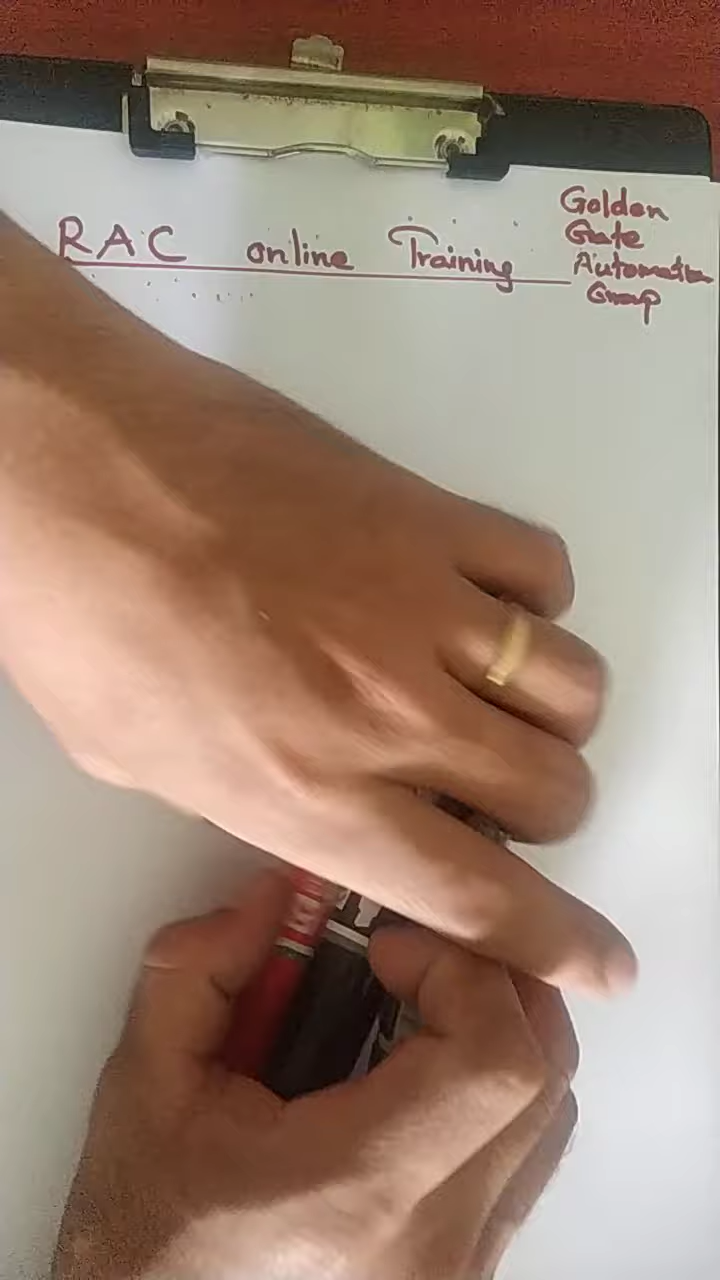 RAC online Training
Golden
Gate
Automation
Group